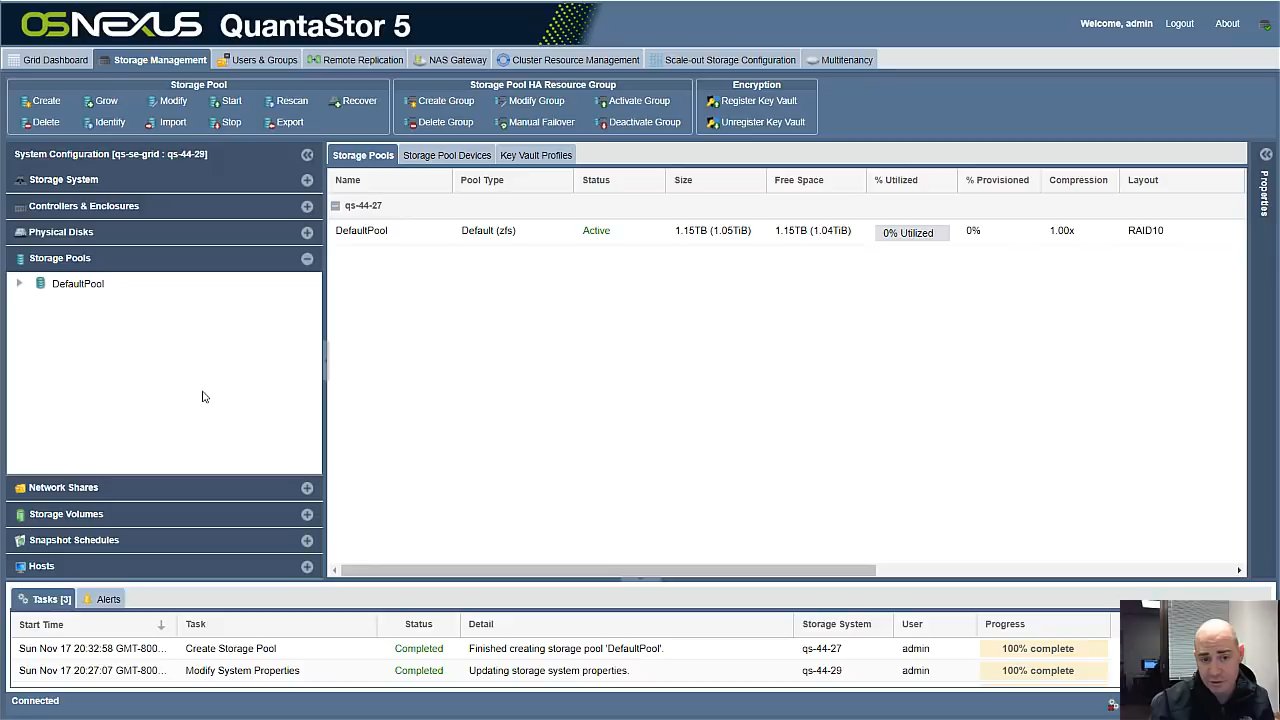 OSNEXUS QuantaStor 5
Welcome, admin Logout About
Grid Dashboard Storage Management Users & Groups Remote Replication NAS Gateway Cluster Resource Management Scale-out Storage Configuration Multitenancy
Storage Pool Storage Pool HA Resource Group Encryption
Create Grow Modify Start Rescan Recover Create Group Modify Group Activate Group Register Key Vault
Delete Identify Import Stop Export Delete Group Manual Failover Deactivate Group Unregister Key Vault
System Configuration [qs-se-grid : qs-44-29]
Storage System
Controllers & Enclosures
Physical Disks
Storage Pools
DefaultPool
Network Shares
Storage Volumes
Snapshot Schedules
Hosts
Storage Pools Storage Pool Devices Key Vault Profiles
Name Pool Type Status Size Free Space % Utilized % Provisioned Compression Layout
qs-44-27
DefaultPool Default (zfs) Active 1.15TB (1.05TiB) 1.15TB (1.04TiB) 0% Utilized 0% 1.00x RAID10
Properties
Tasks [3] Alerts
Start Time Task Status Detail Storage System User Progress
Sun Nov 17 20:32:58 GMT-800... Create Storage Pool Completed Finished creating storage pool 'DefaultPool'. qs-44-27 admin 100% complete
Sun Nov 17 20:27:07 GMT-800... Modify System Properties Completed Updating storage system properties. qs-44-29 admin 100% complete
Connected